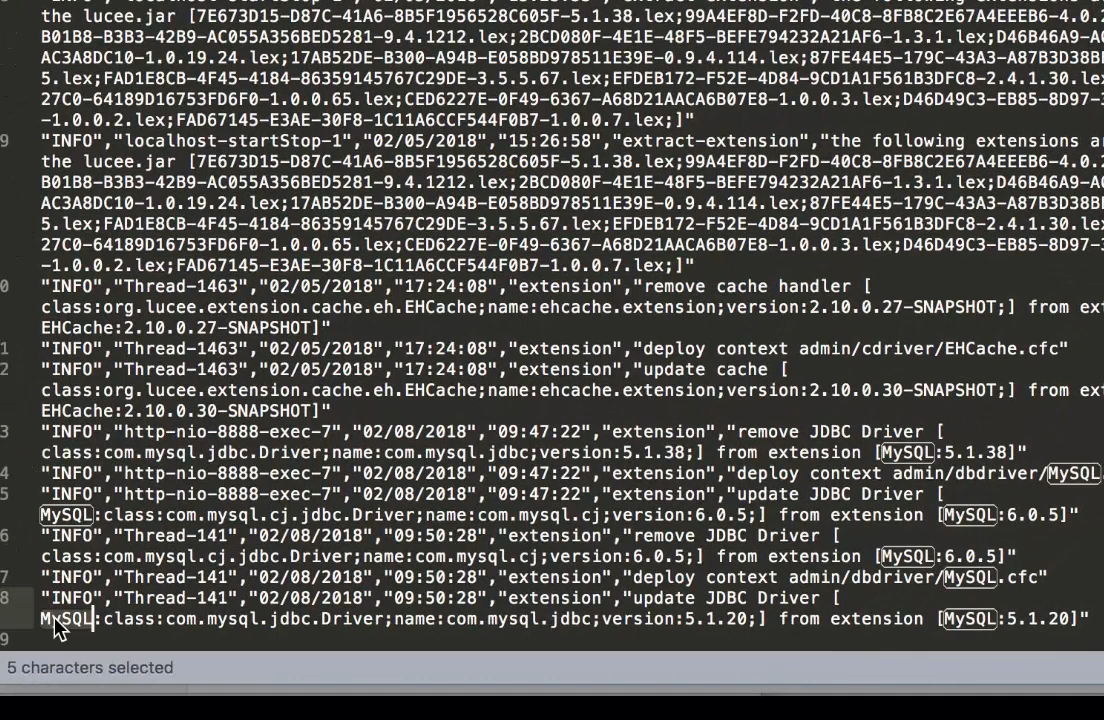 the lucee.jar [7E673D15-D87C-41A6-8B5F1956528C605F-5.1.38.lex;99A4EF8D-F2FD-40C8-8FB8C2E67A4EEEB6-4.0.2
B01B8-B3B3-42B9-AC055A356BED5281-9.4.1212.lex;2BCD080F-4E1E-48F5-BEFE794232A21AF6-1.3.1.lex;D46B46A9-
AC3A8DC10-1.0.19.24.lex;17AB52DE-B300-A94B-E058BD978511E39E-0.9.4.114.lex;87FE44E5-179C-43A3-A87B3D38B
5.lex;FAD1E8CB-4F45-4184-86359145767C29DE-3.5.5.67.lex;EFDEB172-F52E-4D84-9CD1A1F561B3DFC8-2.4.1.30.lex
27C0-64189D16753FD6F0-1.0.0.65.lex;CED6227E-0F49-6367-A68D21AACA6B07E8-1.0.0.3.lex;D46D49C3-EB85-8D97-3
-1.0.0.2.lex;FAD67145-E3AE-30F8-1C11A6CCF544F0B7-1.0.0.7.lex;]"
9 "INFO","localhost-startStop-1","02/05/2018","15:26:58","extract-extension","the following extensions ar
the lucee.jar [7E673D15-D87C-41A6-8B5F1956528C605F-5.1.38.lex;99A4EF8D-F2FD-40C8-8FB8C2E67A4EEEB6-4.0.2
B01B8-B3B3-42B9-AC055A356BED5281-9.4.1212.lex;2BCD080F-4E1E-48F5-BEFE794232A21AF6-1.3.1.lex;D46B46A9-
AC3A8DC10-1.0.19.24.lex;17AB52DE-B300-A94B-E058BD978511E39E-0.9.4.114.lex;87FE44E5-179C-43A3-A87B3D38B
5.lex;FAD1E8CB-4F45-4184-86359145767C29DE-3.5.5.67.lex;EFDEB172-F52E-4D84-9CD1A1F561B3DFC8-2.4.1.30.lex
27C0-64189D16753FD6F0-1.0.0.65.lex;CED6227E-0F49-6367-A68D21AACA6B07E8-1.0.0.3.lex;D46D49C3-EB85-8D97-3
-1.0.0.2.lex;FAD67145-E3AE-30F8-1C11A6CCF544F0B7-1.0.0.7.lex;]"
0 "INFO","Thread-1463","02/05/2018","17:24:08","extension","remove cache handler [
class:org.lucee.extension.cache.eh.EHCache;name:ehcache.extension;version:2.10.0.27-SNAPSHOT;] from ext
EHCache:2.10.0.27-SNAPSHOT]"
1 "INFO","Thread-1463","02/05/2018","17:24:08","extension","deploy context admin/cdriver/EHCache.cfc"
2 "INFO","Thread-1463","02/05/2018","17:24:08","extension","update cache [
class:org.lucee.extension.cache.eh.EHCache;name:ehcache.extension;version:2.10.0.30-SNAPSHOT;] from ext
EHCache:2.10.0.30-SNAPSHOT]"
3 "INFO","http-nio-8888-exec-7","02/08/2018","09:47:22","extension","remove JDBC Driver [
class:com.mysql.jdbc.Driver;name:com.mysql.jdbc;version:5.1.38;] from extension [MySQL:5.1.38]"
4 "INFO","http-nio-8888-exec-7","02/08/2018","09:47:22","extension","deploy context admin/dbdriver/MySQL.
5 "INFO","http-nio-8888-exec-7","02/08/2018","09:47:22","extension","update JDBC Driver [
MySQL:class:com.mysql.cj.jdbc.Driver;name:com.mysql.cj;version:6.0.5;] from extension [MySQL:6.0.5]"
6 "INFO","Thread-141","02/08/2018","09:50:28","extension","remove JDBC Driver [
class:com.mysql.cj.jdbc.Driver;name:com.mysql.cj;version:6.0.5;] from extension [MySQL:6.0.5]"
7 "INFO","Thread-141","02/08/2018","09:50:28","extension","deploy context admin/dbdriver/MySQL.cfc"
8 "INFO","Thread-141","02/08/2018","09:50:28","extension","update JDBC Driver [
MySQL:class:com.mysql.jdbc.Driver;name:com.mysql.jdbc;version:5.1.20;] from extension [MySQL:5.1.20]"
9
5 characters selected